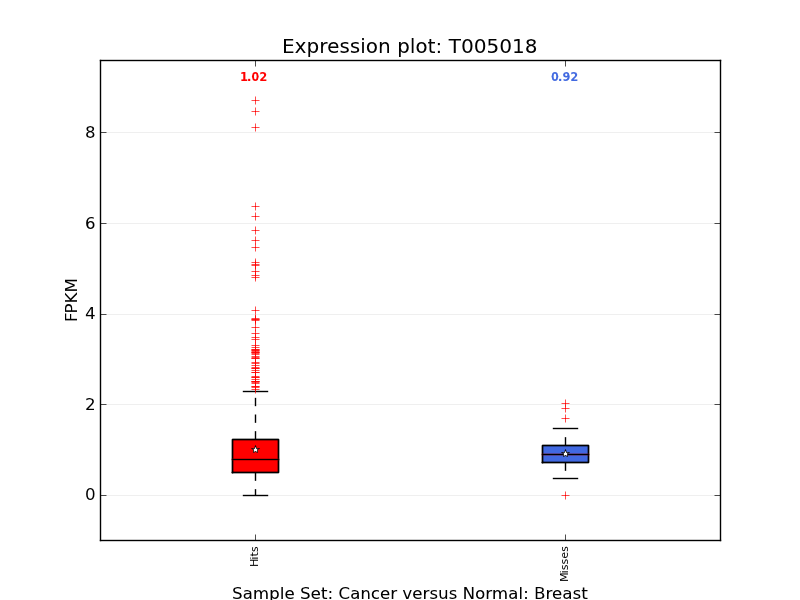 Expression plot: T005018
1.02
0.92
8
6
4
2
0
FPKM
Hits
Misses
Sample Set: Cancer versus Normal: Breast